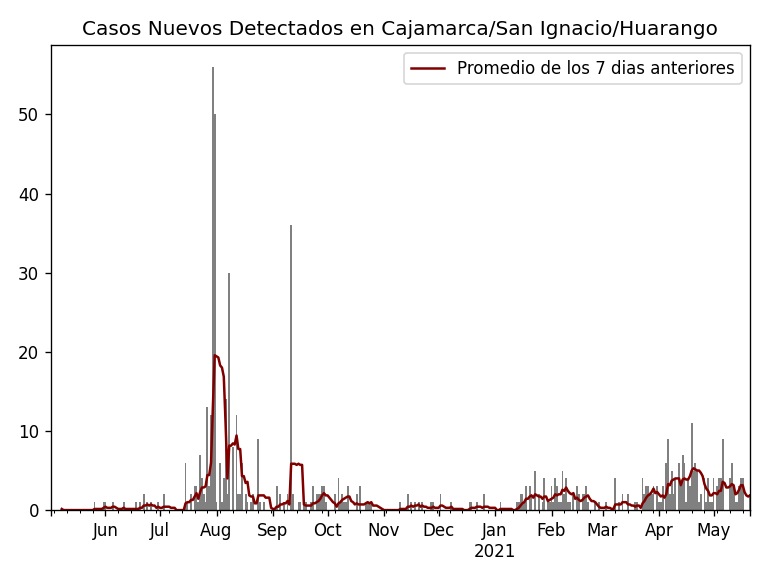 Casos Nuevos Detectados en Cajamarca/San Ignacio/Huarango
Promedio de los 7 dias anteriores
50
40
30
20
10
0
Jun Jul Aug Sep Oct Nov Dec Jan Feb Mar Apr May
2021